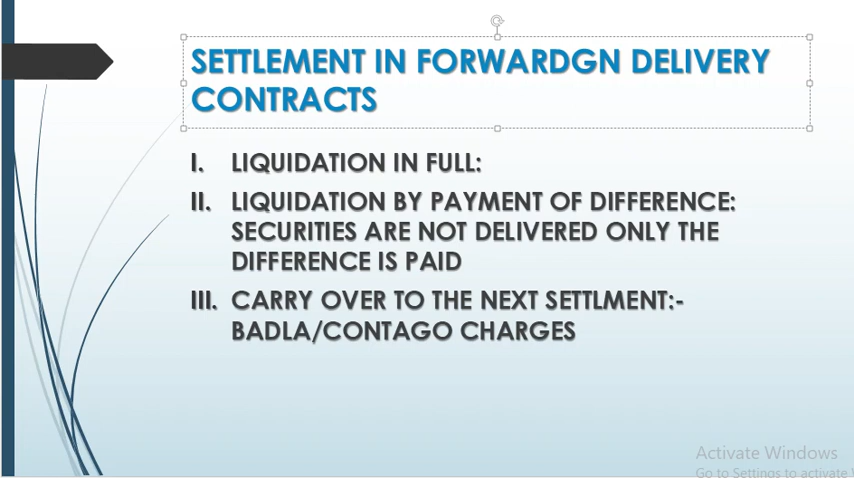 SETTLEMENT IN FORWARDGN DELIVERY
CONTRACTS
I. LIQUIDATION IN FULL:
II. LIQUIDATION BY PAYMENT OF DIFFERENCE:
SECURITIES ARE NOT DELIVERED ONLY THE
DIFFERENCE IS PAID
III. CARRY OVER TO THE NEXT SETTLMENT:-
BADLA/CONTAGO CHARGES
Activate Windows
Go to Settings to activate